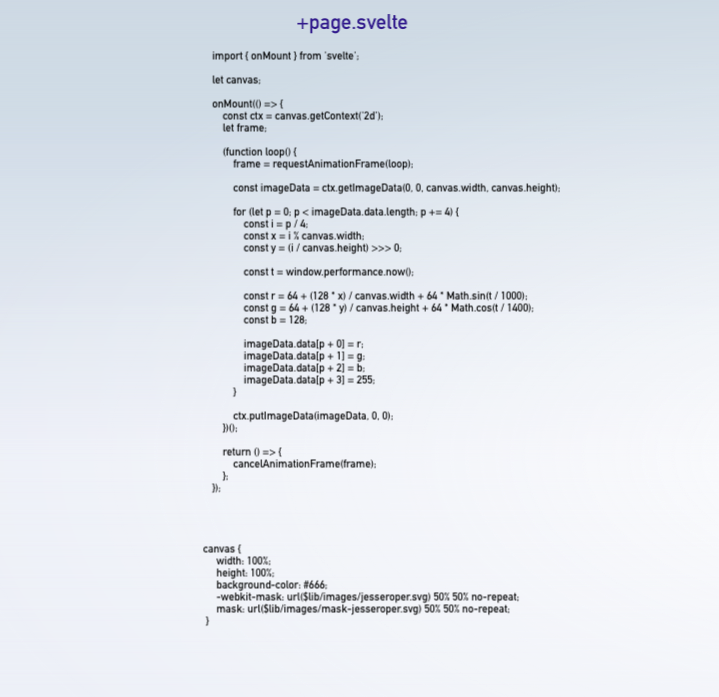 +page.svelte
import { onMount } from 'svelte';
let canvas;
onMount(() => {
const ctx = canvas.getContext('2d');
let frame;
(function loop() {
frame = requestAnimationFrame(loop);
const imageData = ctx.getImageData(0, 0, canvas.width, canvas.height);
for (let p = 0; p < imageData.data.length; p += 4) {
const i = p / 4;
const x = i % canvas.width;
const y = (i / canvas.height) >>> 0;
const t = window.performance.now();
const r = 64 + (128 * x) / canvas.width + 64 * Math.sin(t / 1000);
const g = 64 + (128 * y) / canvas.height + 64 * Math.cos(t / 1400);
const b = 128;
imageData.data[p + 0] = r;
imageData.data[p + 1] = g;
imageData.data[p + 2] = b;
imageData.data[p + 3] = 255;
}
ctx.putImageData(imageData, 0, 0);
})();
return () => {
cancelAnimationFrame(frame);
};
});
canvas {
width: 100%;
height: 100%;
background-color: #666;
-webkit-mask: url($lib/images/jesseroper.svg) 50% 50% no-repeat;
mask: url($lib/images/mask-jesseroper.svg) 50% 50% no-repeat;
}